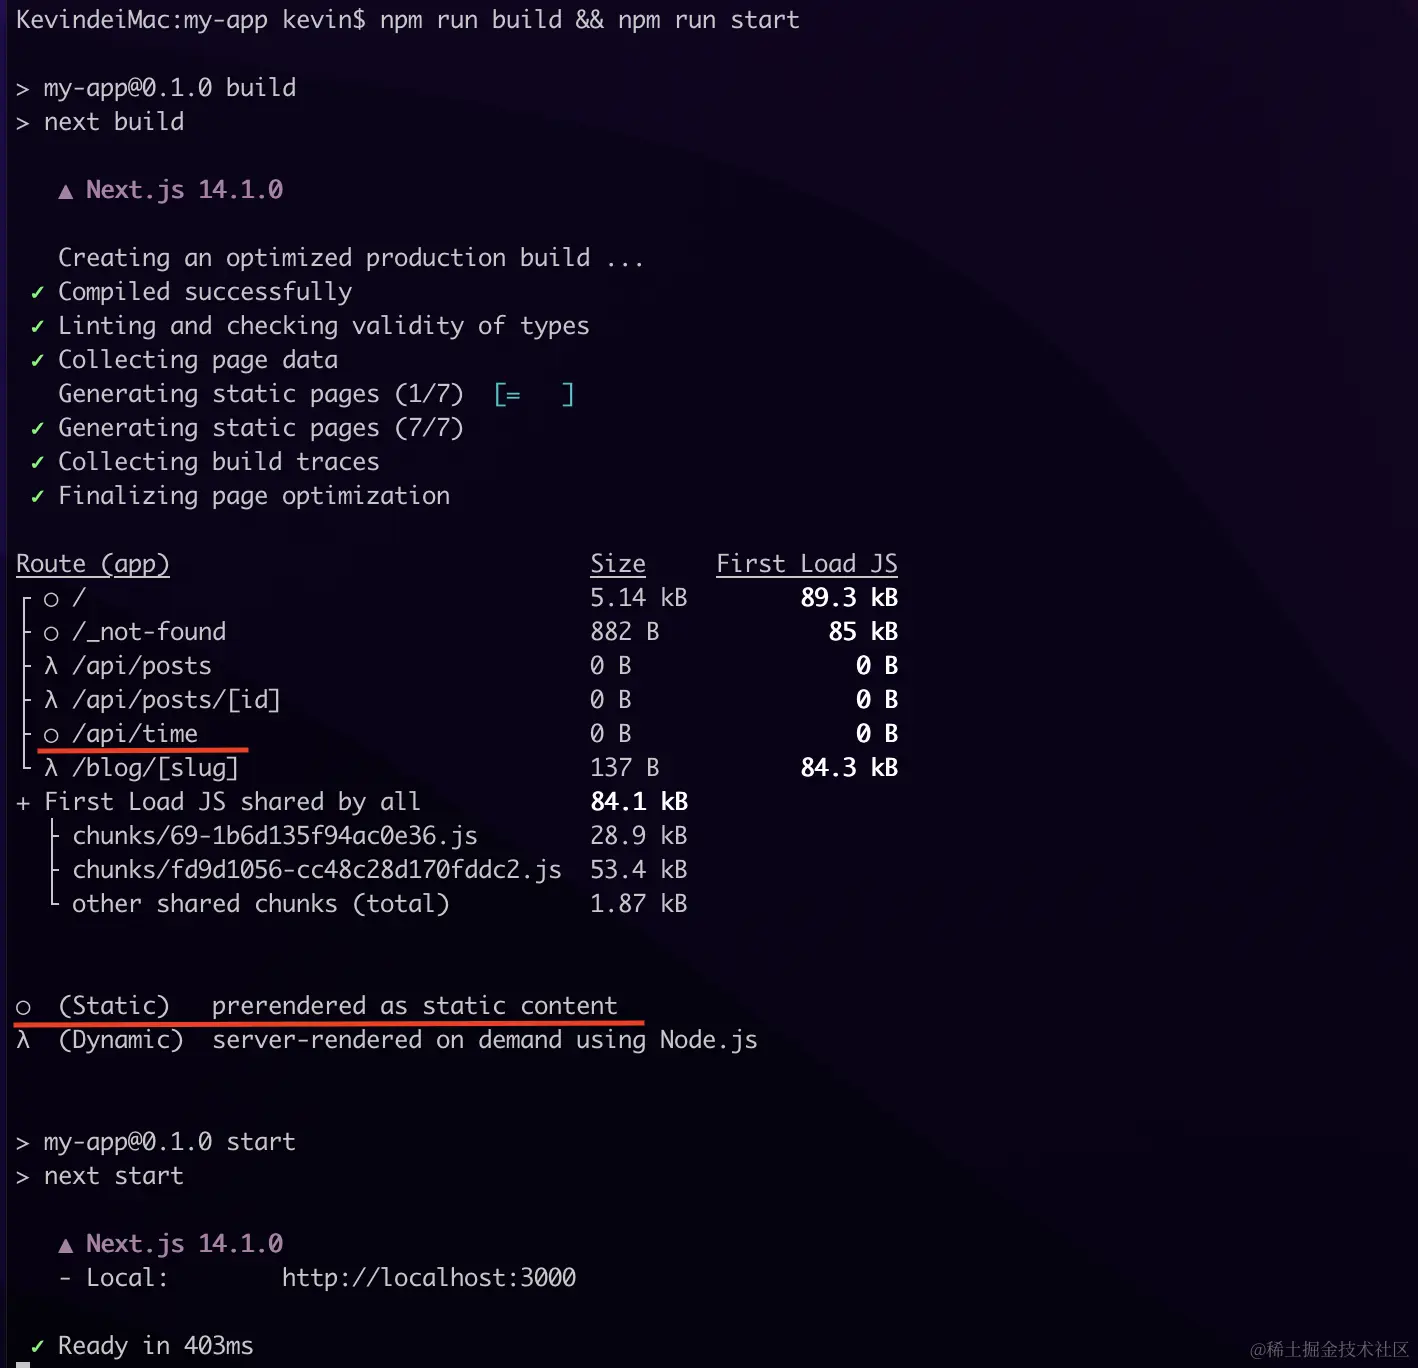 KevindeiMac:my-app kevin$ npm run build && npm run start
> my-app@0.1.0 build
> next build
▲ Next.js 14.1.0
Creating an optimized production build ...
✓ Compiled successfully
✓ Linting and checking validity of types
✓ Collecting page data
Generating static pages (1/7) [=   ]
✓ Generating static pages (7/7)
✓ Collecting build traces
✓ Finalizing page optimization
Route (app) Size First Load JS
┌ ○ / 5.14 kB 89.3 kB
├ ○ /_not-found 882 B 85 kB
├ λ /api/posts 0 B 0 B
├ λ /api/posts/[id] 0 B 0 B
├ ○ /api/time 0 B 0 B
└ λ /blog/[slug] 137 B 84.3 kB
+ First Load JS shared by all 84.1 kB
├ chunks/69-1b6d135f94ac0e36.js 28.9 kB
├ chunks/fd9d1056-cc48c28d170fddc2.js 53.4 kB
└ other shared chunks (total) 1.87 kB
○ (Static) prerendered as static content
λ (Dynamic) server-rendered on demand using Node.js
> my-app@0.1.0 start
> next start
▲ Next.js 14.1.0
- Local: http://localhost:3000
✓ Ready in 403ms
@稀土掘金技术社区